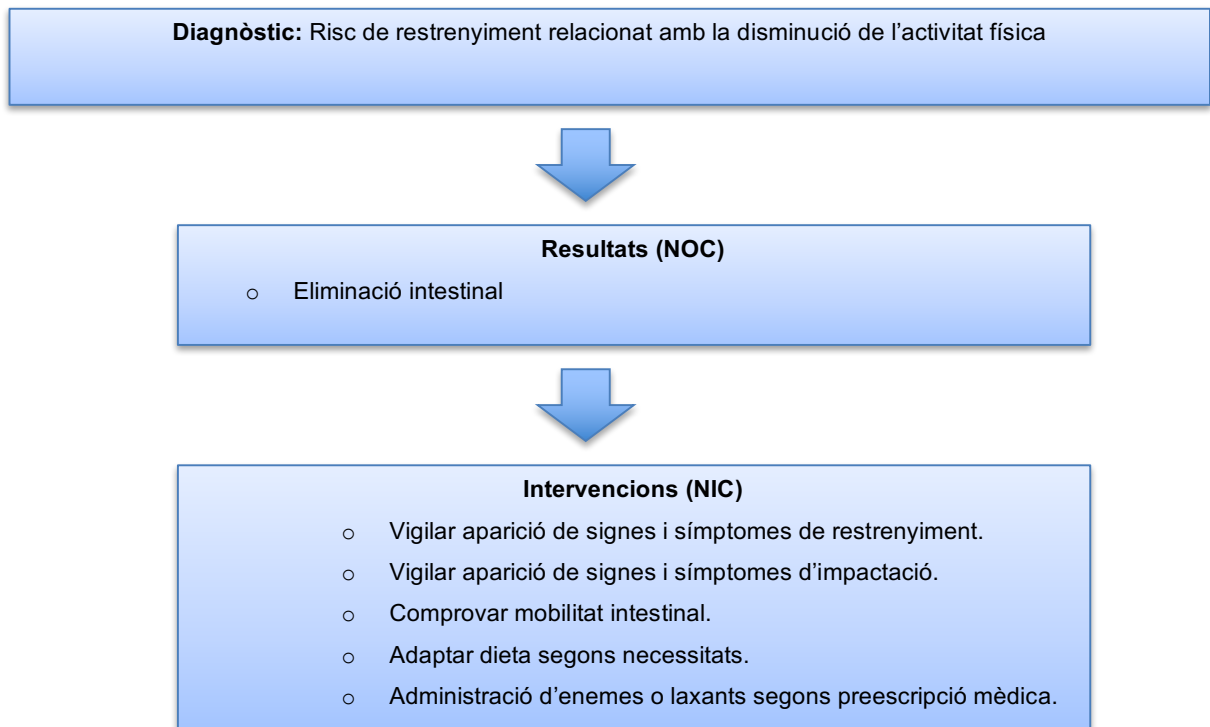 Diagnòstic: Risc de restrenyiment relacionat amb la disminució de l’activitat física
Resultats (NOC)
o Eliminació intestinal
Intervencions (NIC)
o Vigilar aparició de signes i símptomes de restrenyiment.
o Vigilar aparició de signes i símptomes d’impactació.
o Comprovar mobilitat intestinal.
o Adaptar dieta segons necessitats.
o Administració d’enemes o laxants segons preescripció mèdica.